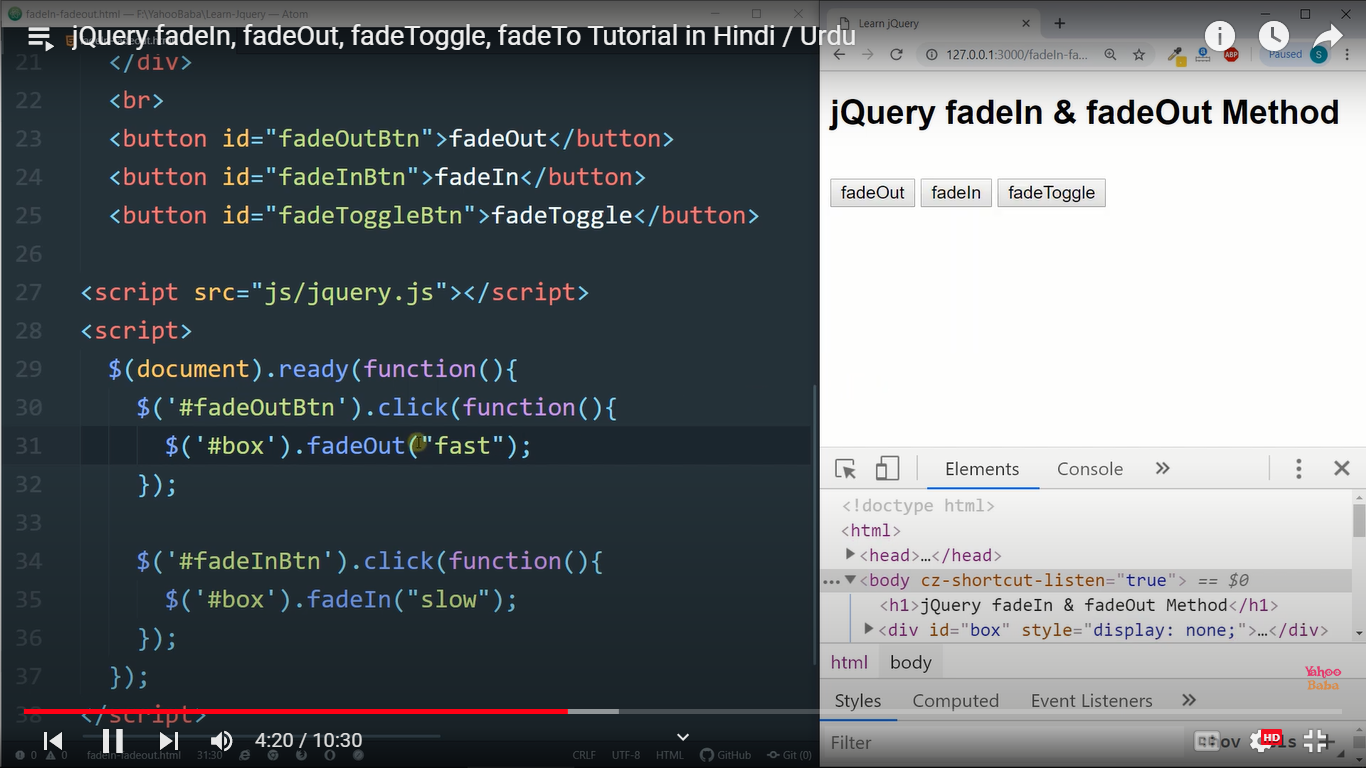 fadeIn-fadeout.html — F:\YahooBaba\Learn-Jquery — Atom
jQuery fadeIn, fadeOut, fadeToggle, fadeTo Tutorial in Hindi / Urdu
21 </div>
22 <br>
23 <button id="fadeOutBtn">fadeOut</button>
24 <button id="fadeInBtn">fadeIn</button>
25 <button id="fadeToggleBtn">fadeToggle</button>
26
27 <script src="js/jquery.js"></script>
28 <script>
29 $(document).ready(function(){
30 $('#fadeOutBtn').click(function(){
31 $('#box').fadeOut("fast");
32 });
33
34 $('#fadeInBtn').click(function(){
35 $('#box').fadeIn("slow");
36 });
37 });
38 </script>
4:20 / 10:30
0 0 fadeIn-fadeout.html 31:30
CRLF UTF-8 HTML GitHub Git (0)
Learn jQuery
127.0.0.1:3000/fadeIn-fa...
ABP
Paused S
jQuery fadeIn & fadeOut Method
fadeOut fadeIn fadeToggle
Elements Console
<!doctype html>
<html>
<head>…</head>
<body cz-shortcut-listen="true"> == $0
<h1>jQuery fadeIn & fadeOut Method</h1>
<div id="box" style="display: none;">…</div>
html body
Yahoo
Baba
Styles Computed Event Listeners
Filter
HD